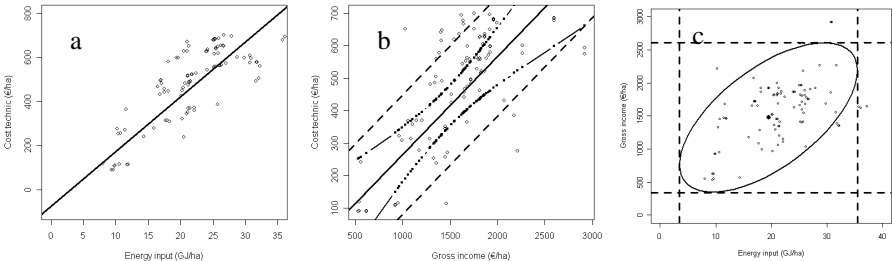 a
Cost technic (€/ha)
0 200 400 600 800
0 5 10 15 20 25 30 35
Energy input (GJ/ha)
b
Cost technic (€/ha)
100 200 300 400 500 600 700
500 1000 1500 2000 2500 3000
Gross income (€/ha)
c
Gross income (€/ha)
0 500 1000 1500 2000 2500 3000
0 10 20 30 40
Energy input (GJ/ha)